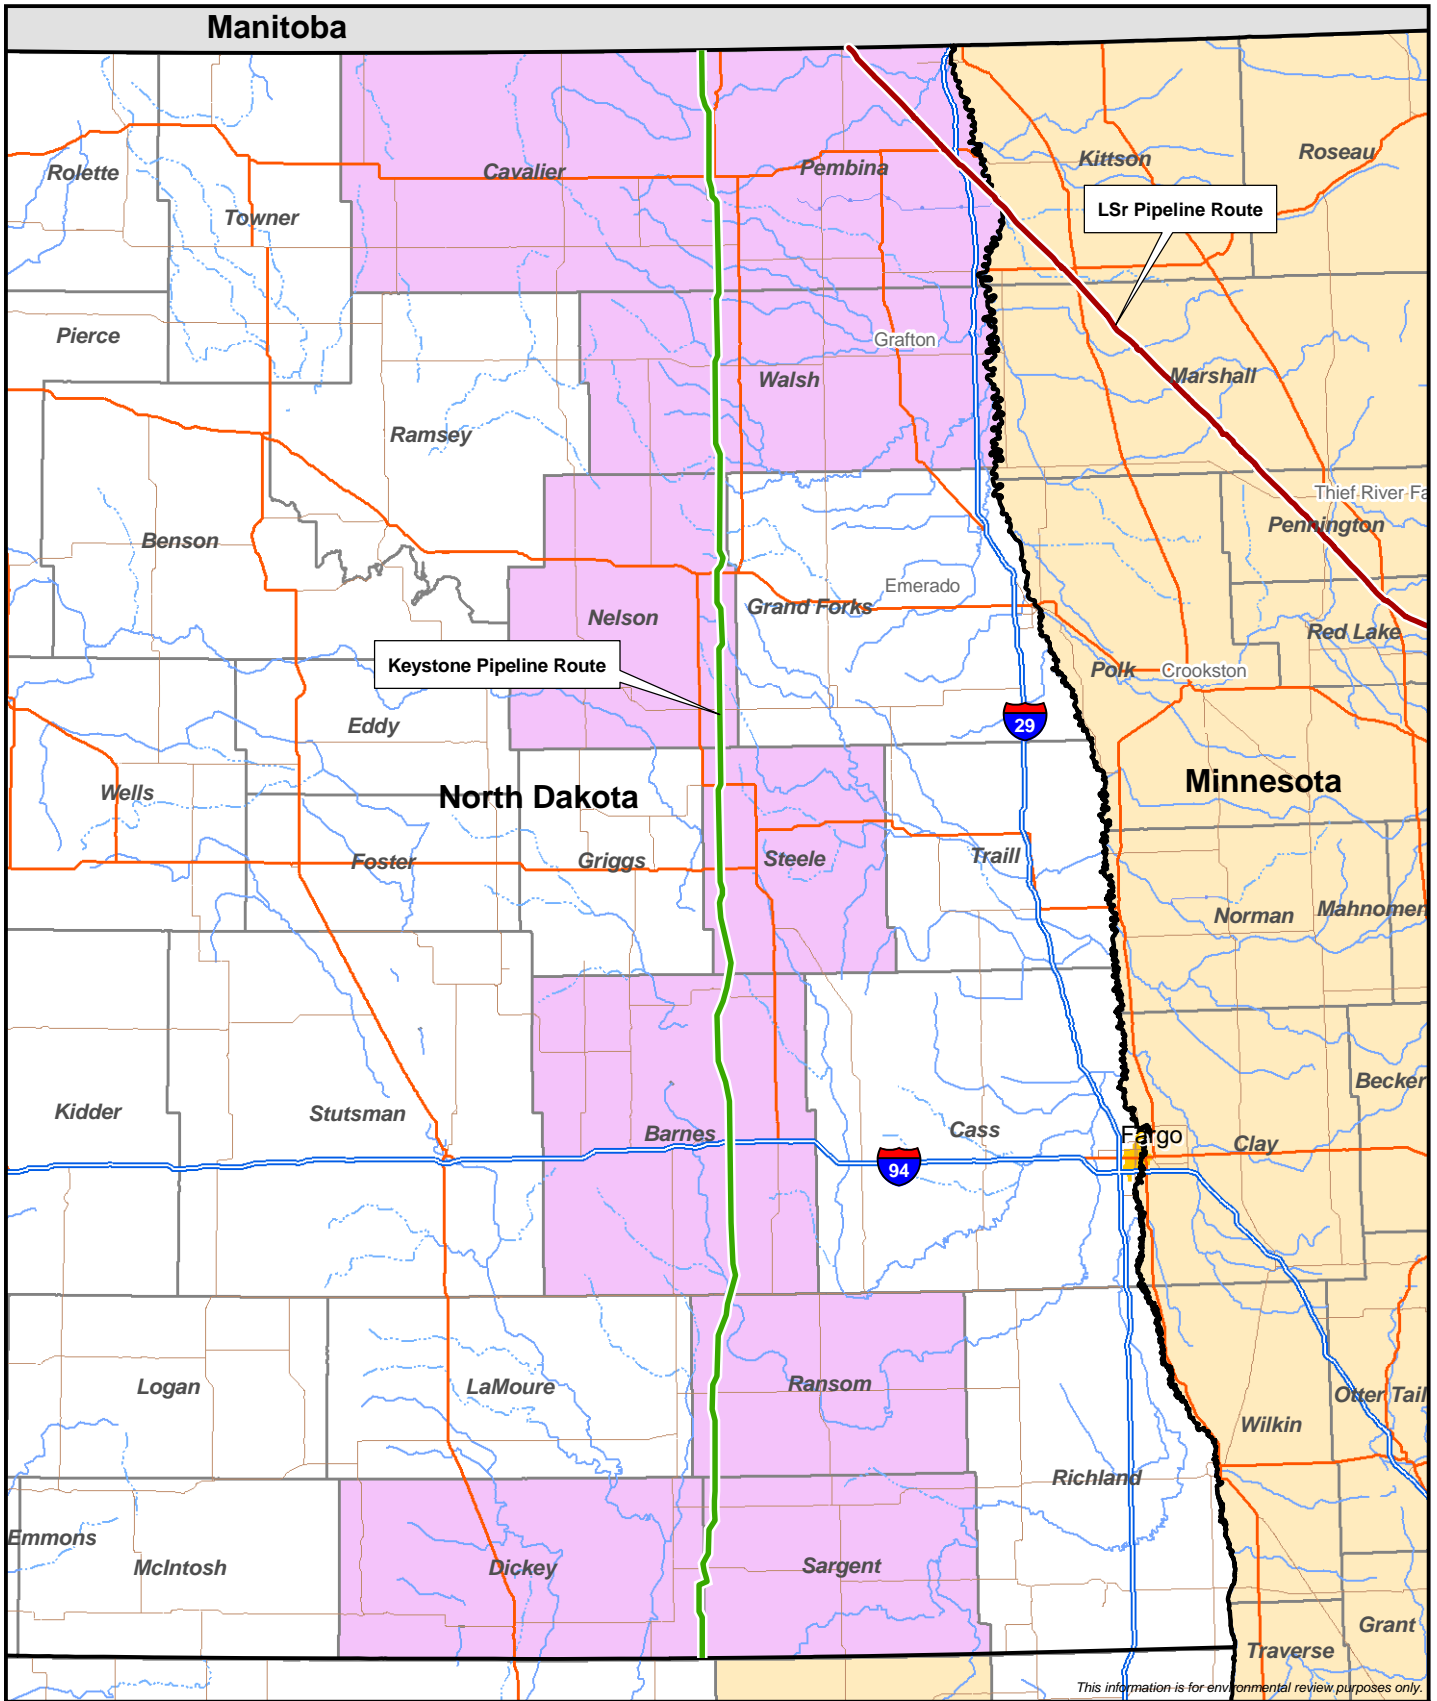 Manitoba
Rolette
Towner
Cavalier
Pembina
Kittson
Roseau
LSr Pipeline Route
Pierce
Grafton
Walsh
Marshall
Ramsey
Thief River Fa
Pennington
Benson
Emerado
Nelson
Grand Forks
Red Lake
Keystone Pipeline Route
Polk
Crookston
Eddy
29
Minnesota
Wells
North Dakota
Foster
Griggs
Steele
Traill
Norman
Mahnomen
Becker
Kidder
Stutsman
Barnes
Cass
Fargo
Clay
94
Logan
LaMoure
Ransom
Otter Tail
Wilkin
Richland
Emmons
McIntosh
Dickey
Sargent
Grant
Traverse
This information is for environmental review purposes only.